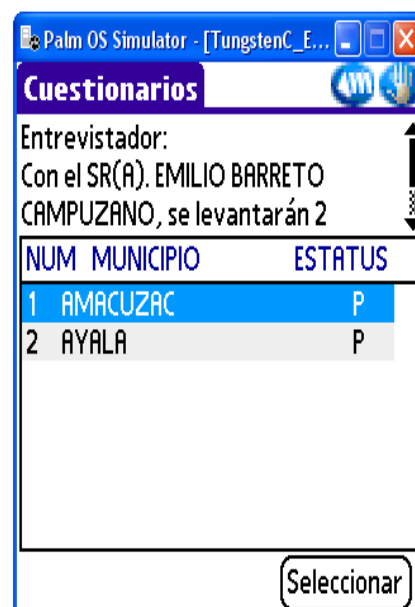 Palm OS Simulator - [TungstenC_E...
Cuestionarios
Entrevistador:
Con el SR(A). EMILIO BARRETO
CAMPUZANO, se levantarán 2
NUM MUNICIPIO ESTATUS
1 AMACUZAC P
2 AYALA P
Seleccionar